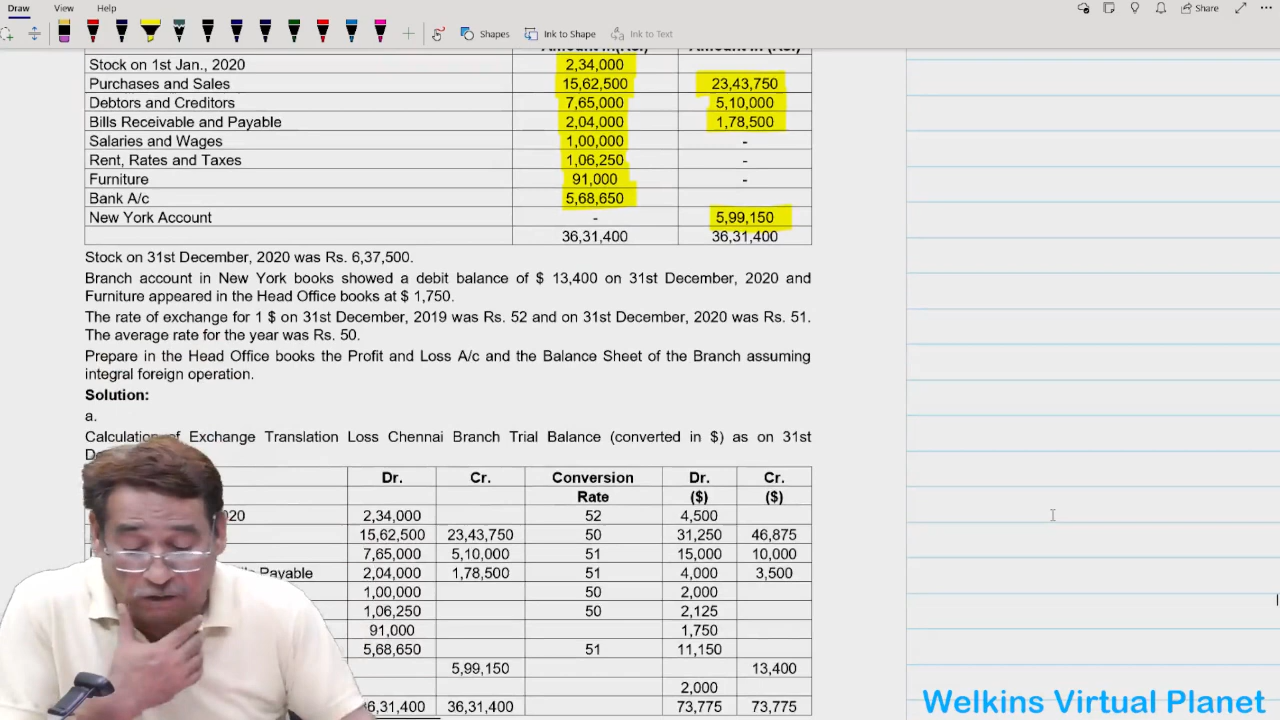 Draw View Help
Share
Shapes Ink to Shape Ink to Text
Amount in(Rs.) Amount in (Rs.)
Stock on 1st Jan., 2020 2,34,000
Purchases and Sales 15,62,500 23,43,750
Debtors and Creditors 7,65,000 5,10,000
Bills Receivable and Payable 2,04,000 1,78,500
Salaries and Wages 1,00,000 -
Rent, Rates and Taxes 1,06,250 -
Furniture 91,000 -
Bank A/c 5,68,650
New York Account - 5,99,150
36,31,400 36,31,400
Stock on 31st December, 2020 was Rs. 6,37,500.
Branch account in New York books showed a debit balance of $ 13,400 on 31st December, 2020 and
Furniture appeared in the Head Office books at $ 1,750.
The rate of exchange for 1 $ on 31st December, 2019 was Rs. 52 and on 31st December, 2020 was Rs. 51.
The average rate for the year was Rs. 50.
Prepare in the Head Office books the Profit and Loss A/c and the Balance Sheet of the Branch assuming
integral foreign operation.
Solution:
a.
Calculation of Exchange Translation Loss Chennai Branch Trial Balance (converted in $) as on 31st
Dr. Cr. Conversion Dr. Cr.
Rate ($) ($)
2,34,000 52 4,500
15,62,500 23,43,750 50 31,250 46,875
7,65,000 5,10,000 51 15,000 10,000
Payable 2,04,000 1,78,500 51 4,000 3,500
1,00,000 50 2,000
1,06,250 50 2,125
91,000 1,750
5,68,650 51 11,150
5,99,150 13,400
2,000
6,31,400 36,31,400 73,775 73,775
Welkins Virtual Planet